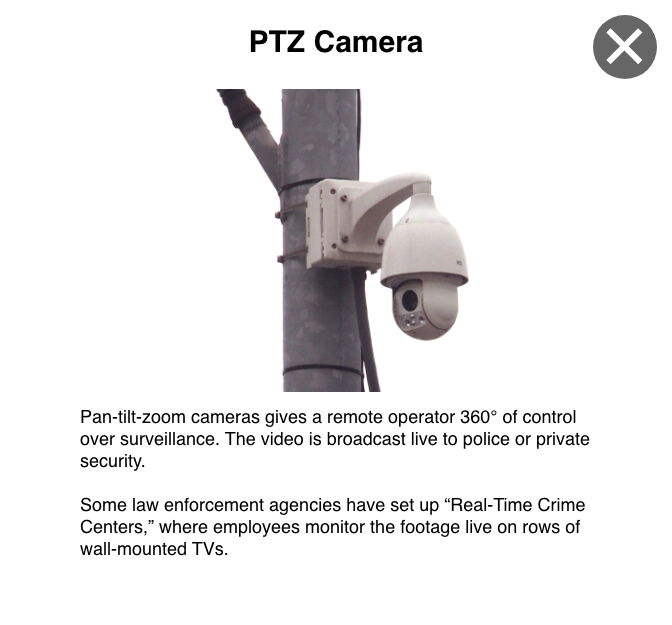 PTZ Camera
Pan-tilt-zoom cameras gives a remote operator 360° of control
over surveillance. The video is broadcast live to police or private
security.
Some law enforcement agencies have set up “Real-Time Crime
Centers,” where employees monitor the footage live on rows of
wall-mounted TVs.